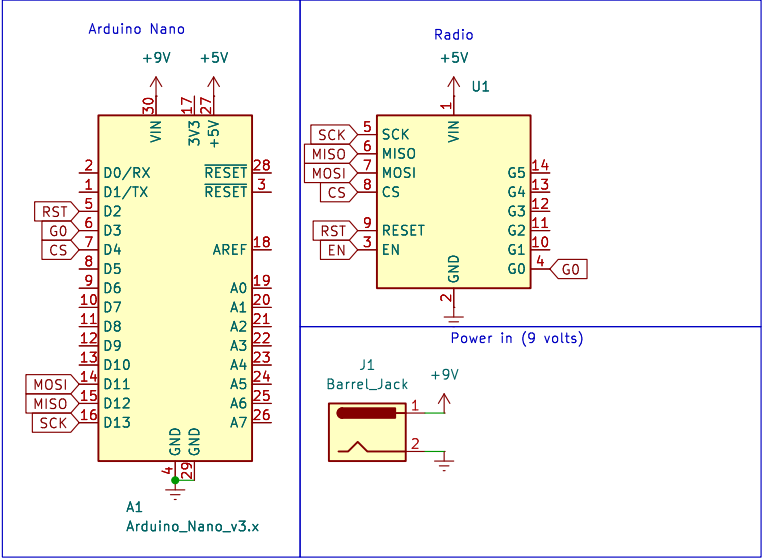 Arduino Nano
+9V
+5V
30
17
27
VIN
3V3
+5V
2
D0/RX
RESET
28
1
D1/TX
RESET
3
RST
5
D2
G0
6
D3
CS
7
D4
AREF
18
8
D5
9
D6
A0
19
10
D7
A1
20
11
D8
A2
21
12
D9
A3
22
13
D10
A4
23
MOSI
14
D11
A5
24
MISO
15
D12
A6
25
SCK
16
D13
A7
26
GND
GND
4
29
A1
Arduino_Nano_v3.x
Radio
+5V
U1
1
VIN
SCK
5
SCK
MISO
6
MISO
MOSI
7
MOSI
G5
14
CS
8
CS
G4
13
G3
12
RST
9
RESET
G2
11
EN
3
EN
G1
10
G0
4
G0
GND
2
Power in (9 volts)
J1
Barrel_Jack
+9V
1
2